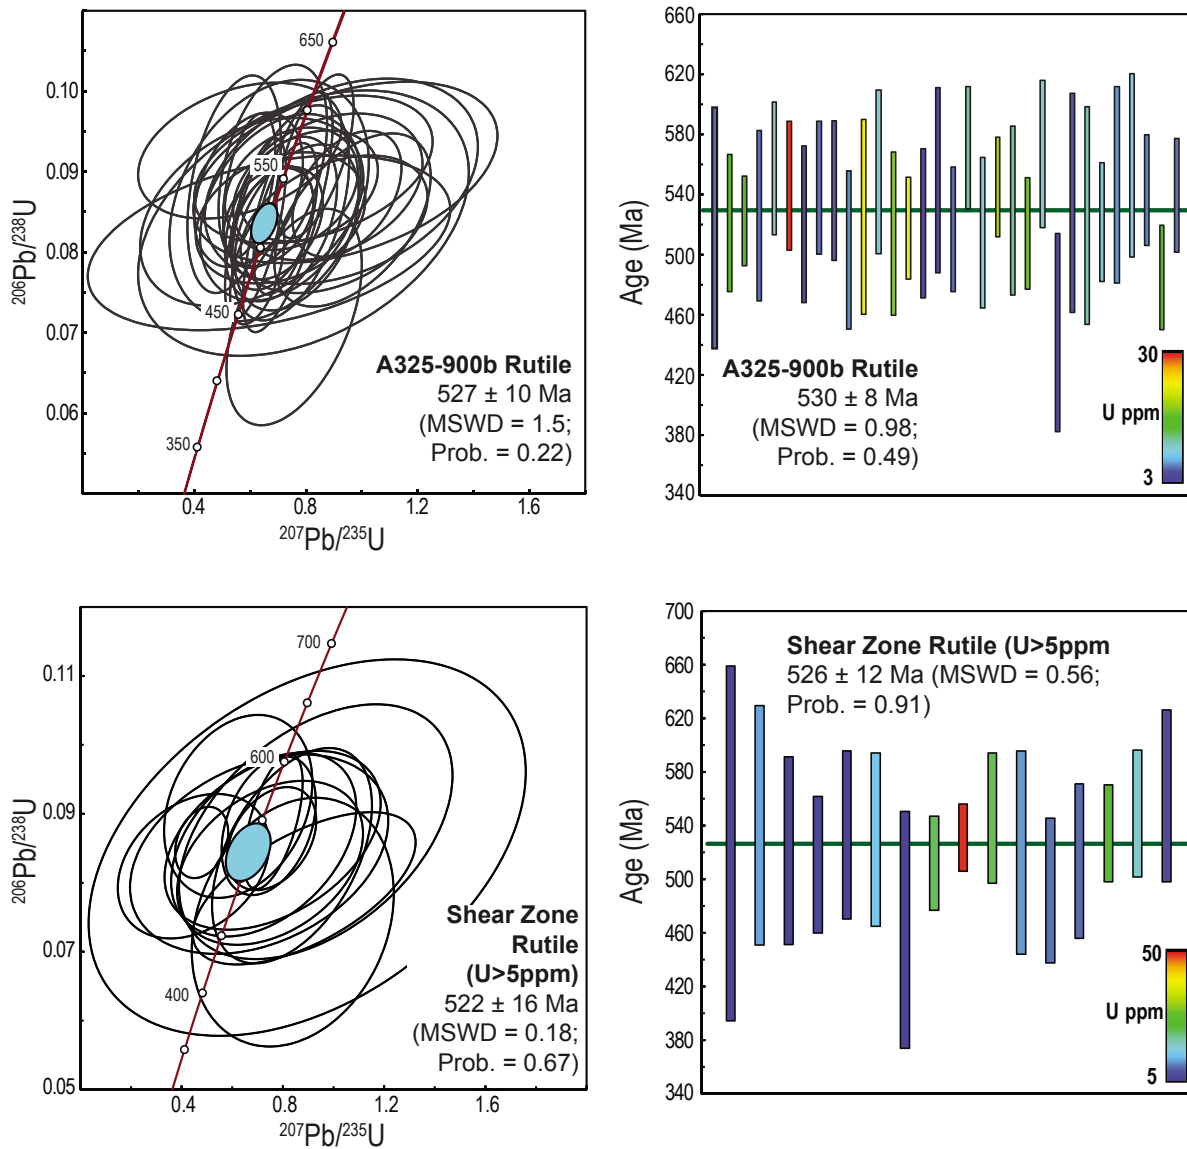 0.10
0.09
0.08
0.07
0.06
206Pb/238U
650
550
450
350
A325-900b Rutile
527 ± 10 Ma
(MSWD = 1.5;
Prob. = 0.22)
0.4 0.8 1.2 1.6
207Pb/235U
660
620
580
540
500
460
420
380
340
Age (Ma)
A325-900b Rutile
530 ± 8 Ma
(MSWD = 0.98;
Prob. = 0.49)
30
U ppm
3
0.11
0.09
0.07
0.05
206Pb/238U
700
600
400
Shear Zone
Rutile
(U>5ppm)
522 ± 16 Ma
(MSWD = 0.18;
Prob. = 0.67)
0.4 0.8 1.2 1.6
207Pb/235U
700
660
620
580
540
500
460
420
380
340
Age (Ma)
Shear Zone Rutile (U>5ppm
526 ± 12 Ma (MSWD = 0.56;
Prob. = 0.91)
50
U ppm
5